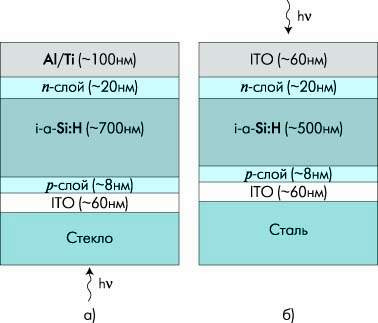 hν
Al/Ti (~100нм)
n-слой (~20нм)
i-a-Si:H (~700нм)
p-слой (~8нм)
ITO (~60нм)
Стекло
hν
а)
ITO (~60нм)
n-слой (~20нм)
i-a-Si:H (~500нм)
p-слой (~8нм)
ITO (~60нм)
Сталь
б)